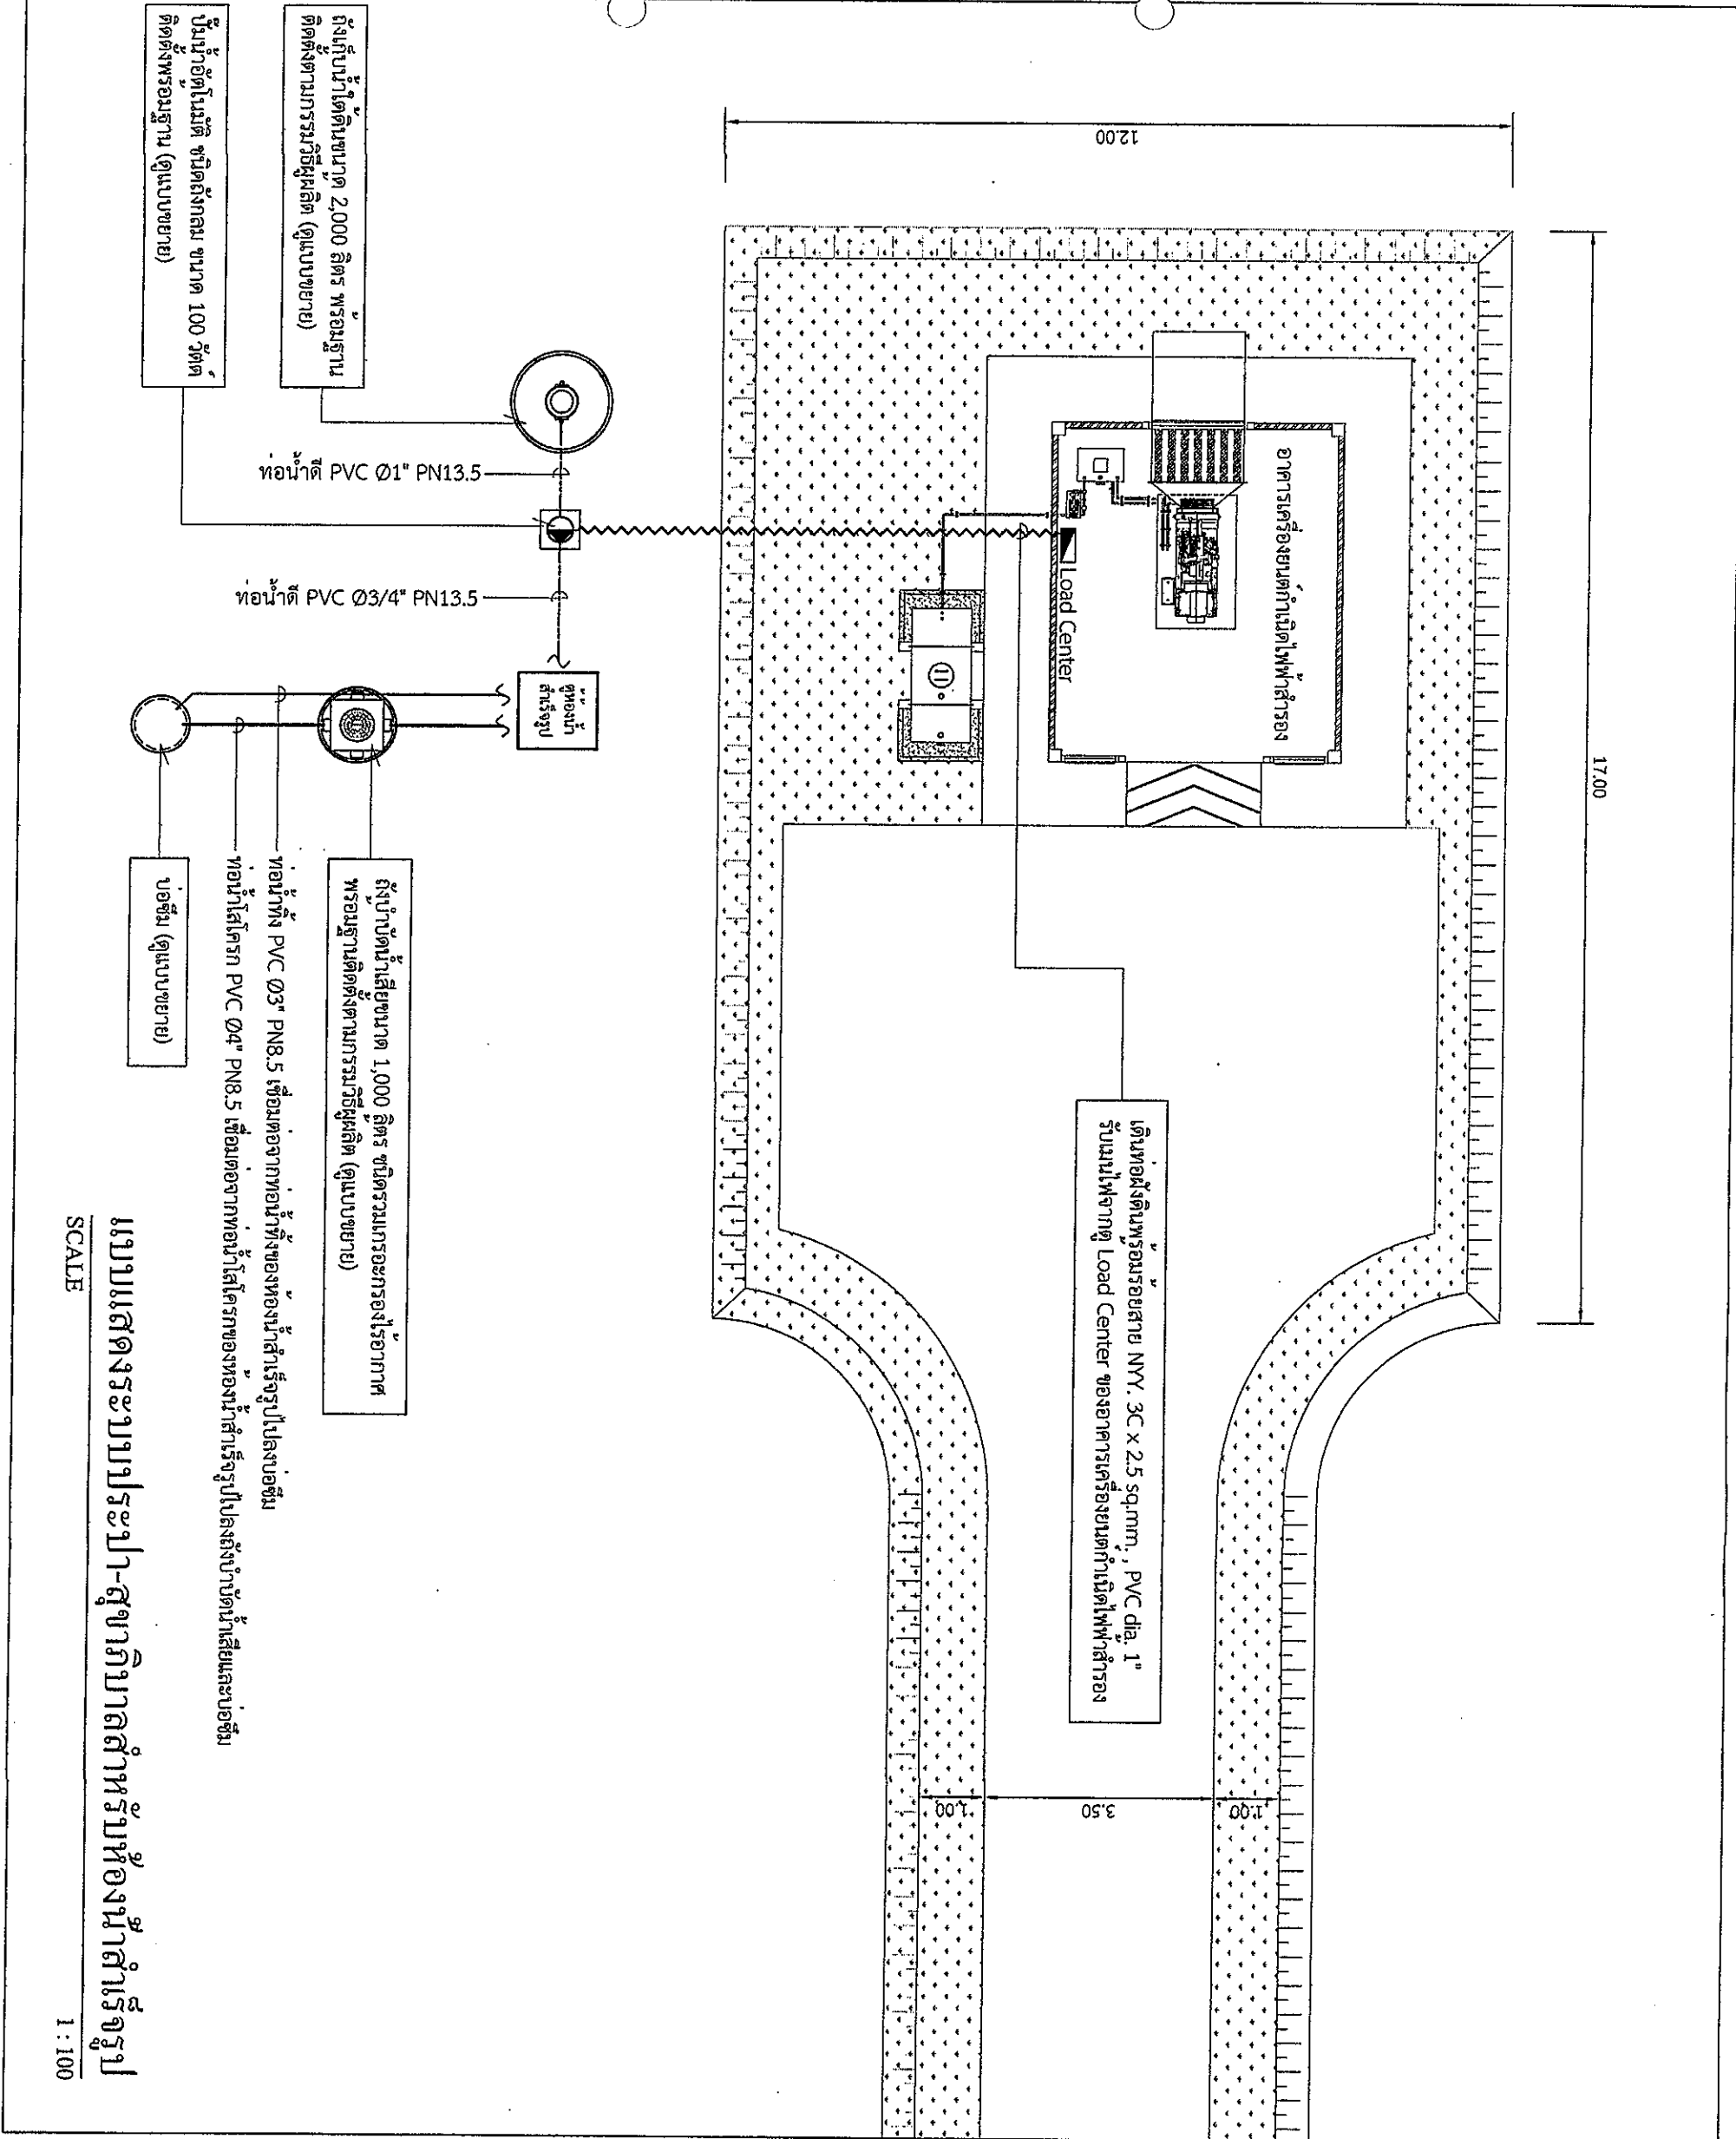 12.00
17.00
อาคารเครื่องยนต์กำเนิดไฟฟ้าสำรอง
Load Center
11
เดินท่อฝังดินพร้อมร้อยสาย NYY. 3C x 2.5 sq.mm. , PVC dia. 1"
รับเมนไฟจากตู้ Load Center ของอาคารเครื่องยนต์กำเนิดไฟฟ้าสำรอง
1.00
3.50
1.00
ถังเก็บน้ำใต้ดินขนาด 2,000 ลิตร พร้อมฐาน
ติดตั้งตามกรรมวิธีผู้ผลิต (ดูแบบขยาย)
ปั๊มน้ำอัตโนมัติ ชนิดถังกลม ขนาด 100 วัตต์
ติดตั้งพร้อมฐาน (ดูแบบขยาย)
ท่อน้ำดี PVC Ø1" PN13.5
ท่อน้ำดี PVC Ø3/4" PN13.5
ตู้ห้องน้ำ
สำเร็จรูป
ถังบำบัดน้ำเสียขนาด 1,000 ลิตร ชนิดรวมเกรอะกรองไร้อากาศ
พร้อมฐานติดตั้งตามกรรมวิธีผู้ผลิต (ดูแบบขยาย)
ท่อน้ำทิ้ง PVC Ø3" PN8.5 เชื่อมต่อจากท่อน้ำทิ้งของห้องน้ำสำเร็จรูปไปลงบ่อซึม
ท่อน้ำโสโครก PVC Ø4" PN8.5 เชื่อมต่อจากท่อน้ำโสโครกของห้องน้ำสำเร็จรูปไปลงถังบำบัดน้ำเสียและบ่อซึม
บ่อซึม (ดูแบบขยาย)
แบบแสดงระบบประปา-สุขาภิบาลสำหรับห้องน้ำสำเร็จรูป
SCALE 1 : 100